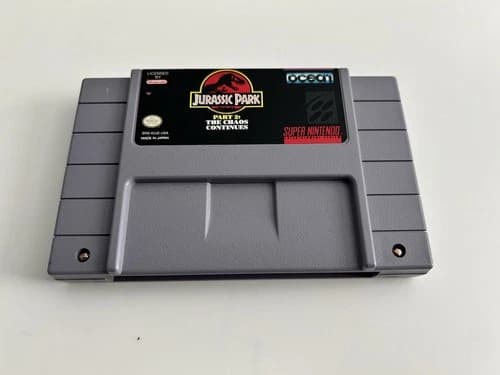 LICENSED
BY
Nintendo
ocean
JURASSIC PARK
PART 2:
THE CHAOS
CONTINUES
MADE IN JAPAN
SUPER NINTENDO